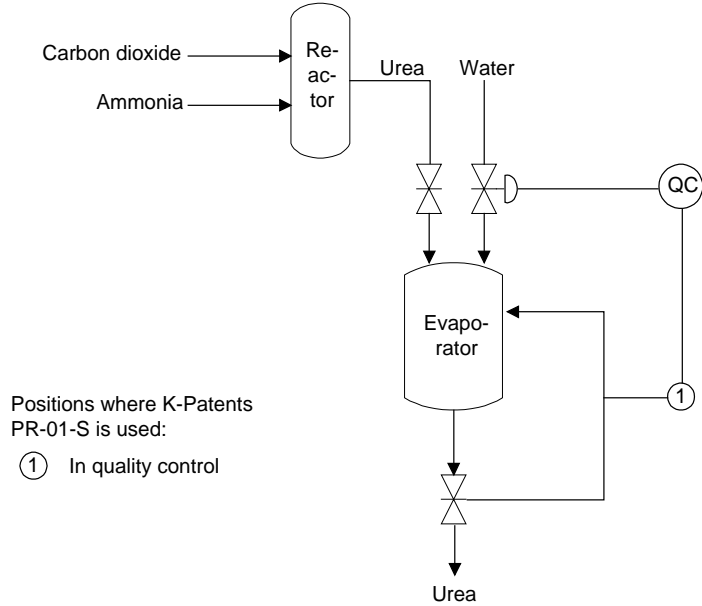 Carbon dioxide
Re-
ac-
tor
Urea
Water
Ammonia
QC
Evapo-
rator
1
Positions where K-Patents
PR-01-S is used:
1 In quality control
Urea